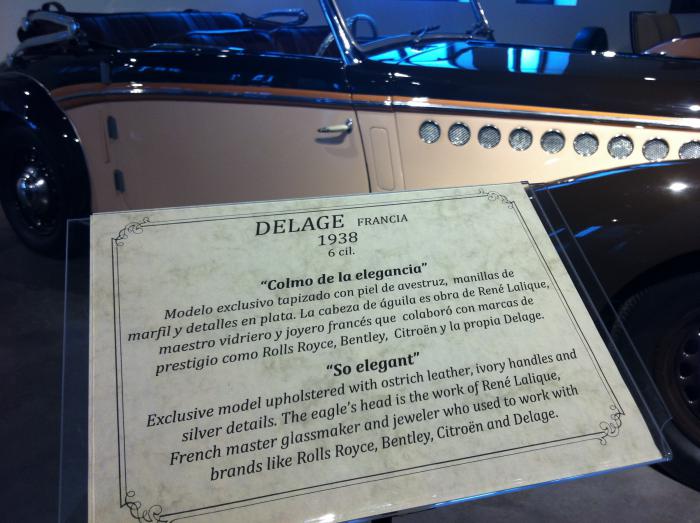 DELAGE FRANCIA
1938
6 cil.
“Colmo de la elegancia”
Modelo exclusivo tapizado con piel de avestruz, manillas de
marfil y detalles en plata. La cabeza de águila es obra de René Lalique,
maestro vidriero y joyero francés que colaboró con marcas de
prestigio como Rolls Royce, Bentley, Citroën y la propia Delage.
“So elegant”
Exclusive model upholstered with ostrich leather, ivory handles and
silver details. The eagle’s head is the work of René Lalique,
French master glassmaker and jeweler who used to work with
brands like Rolls Royce, Bentley, Citroën and Delage.